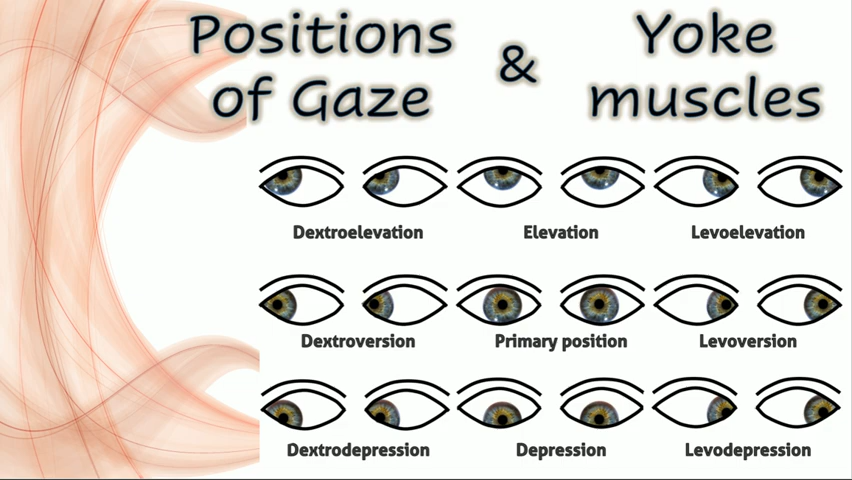 Positions
of Gaze
&
Yoke
muscles
Dextroelevation
Elevation
Levoelevation
Dextroversion
Primary position
Levoversion
Dextrodepression
Depression
Levodepression